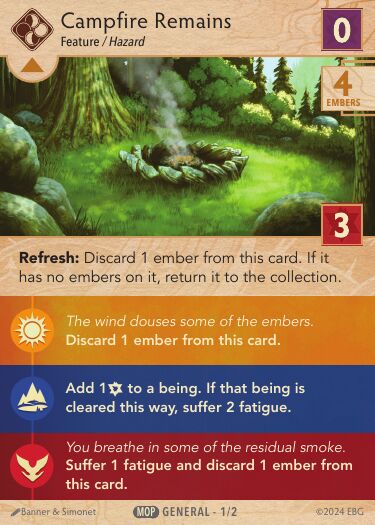 Campfire Remains
Feature / Hazard
0
4
EMBERS
3
Refresh: Discard 1 ember from this card. If it
has no embers on it, return it to the collection.
The wind douses some of the embers.
Discard 1 ember from this card.
Add 1 to a being. If that being is
cleared this way, suffer 2 fatigue.
You breathe in some of the residual smoke.
Suffer 1 fatigue and discard 1 ember from
this card.
Banner & Simonet
MOP GENERAL - 1/2
©2024 EBG